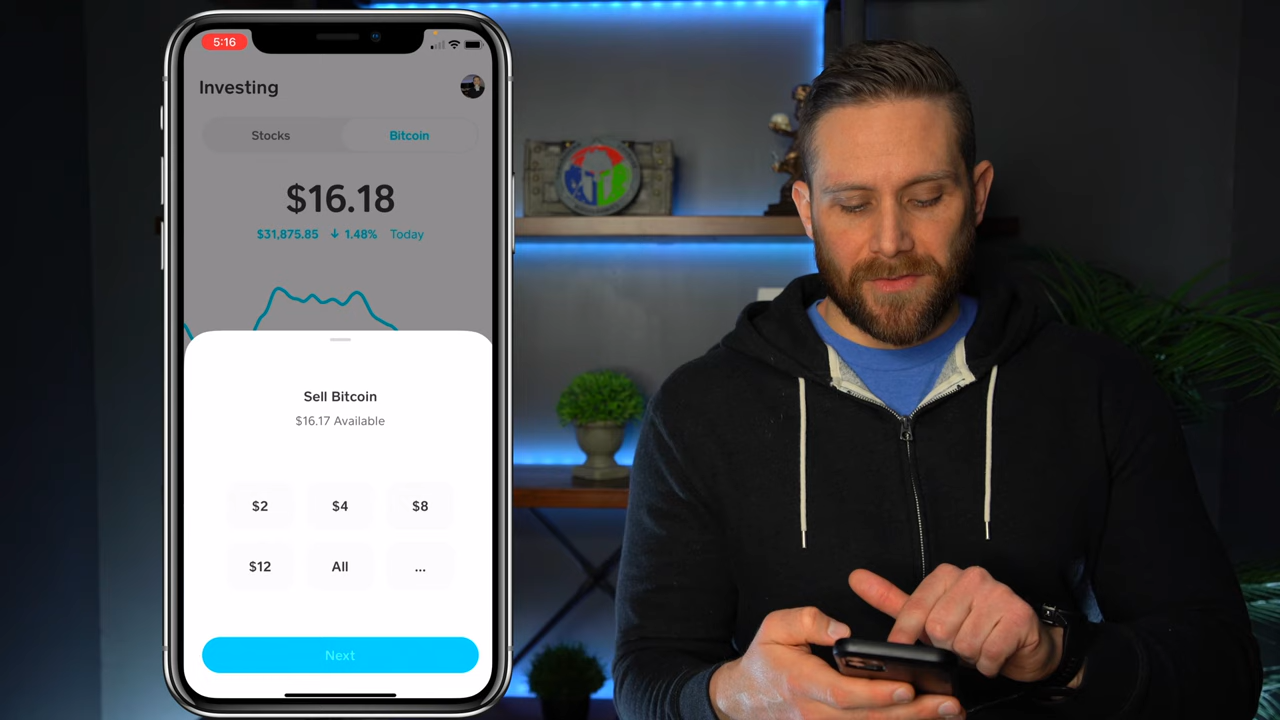 5:16
Investing
Stocks Bitcoin
$16.18
$31,875.85 ↓ 1.48% Today
Sell Bitcoin
$16.17 Available
$2 $4 $8
$12 All ...
Next